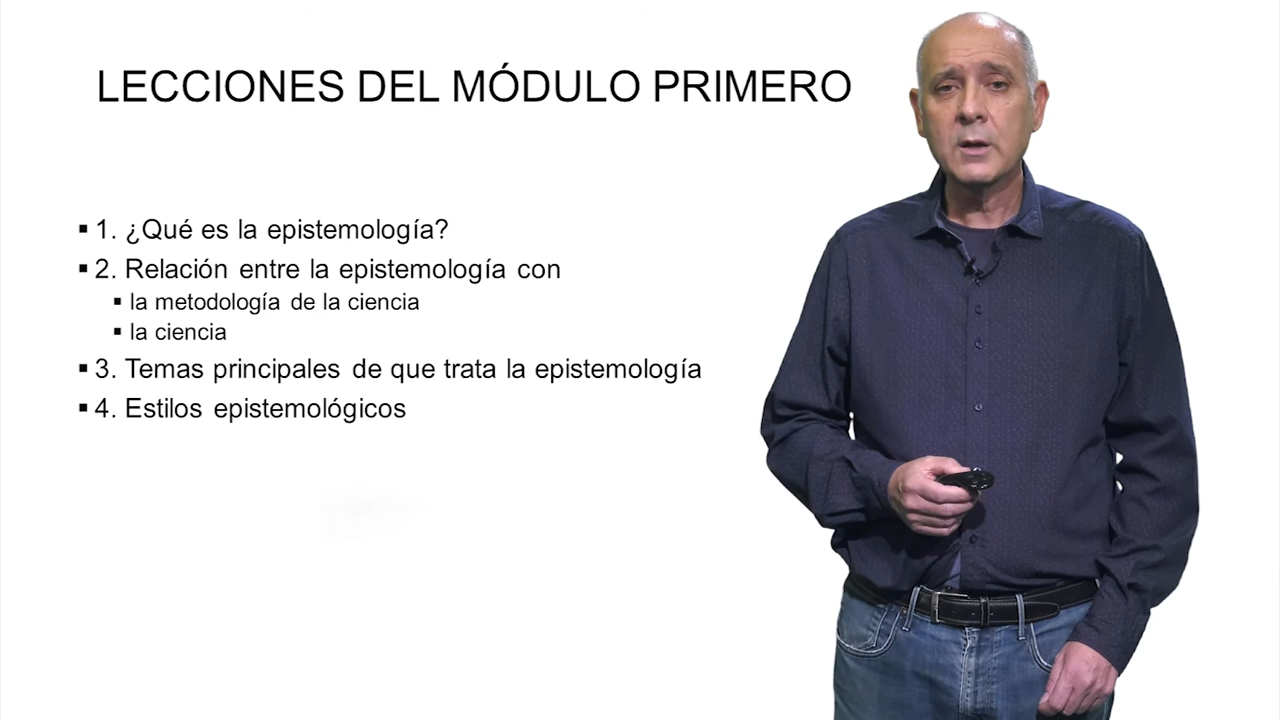 LECCIONES DEL MÓDULO PRIMERO
▪ 1. ¿Qué es la epistemología?
▪ 2. Relación entre la epistemología con
▪ la metodología de la ciencia
▪ la ciencia
▪ 3. Temas principales de que trata la epistemología
▪ 4. Estilos epistemológicos